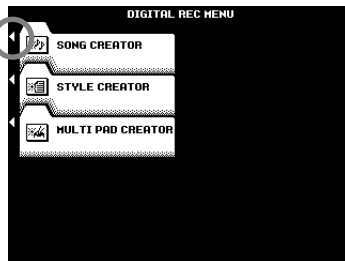 DIGITAL REC MENU
SONG CREATOR
STYLE CREATOR
MULTI PAD CREATOR